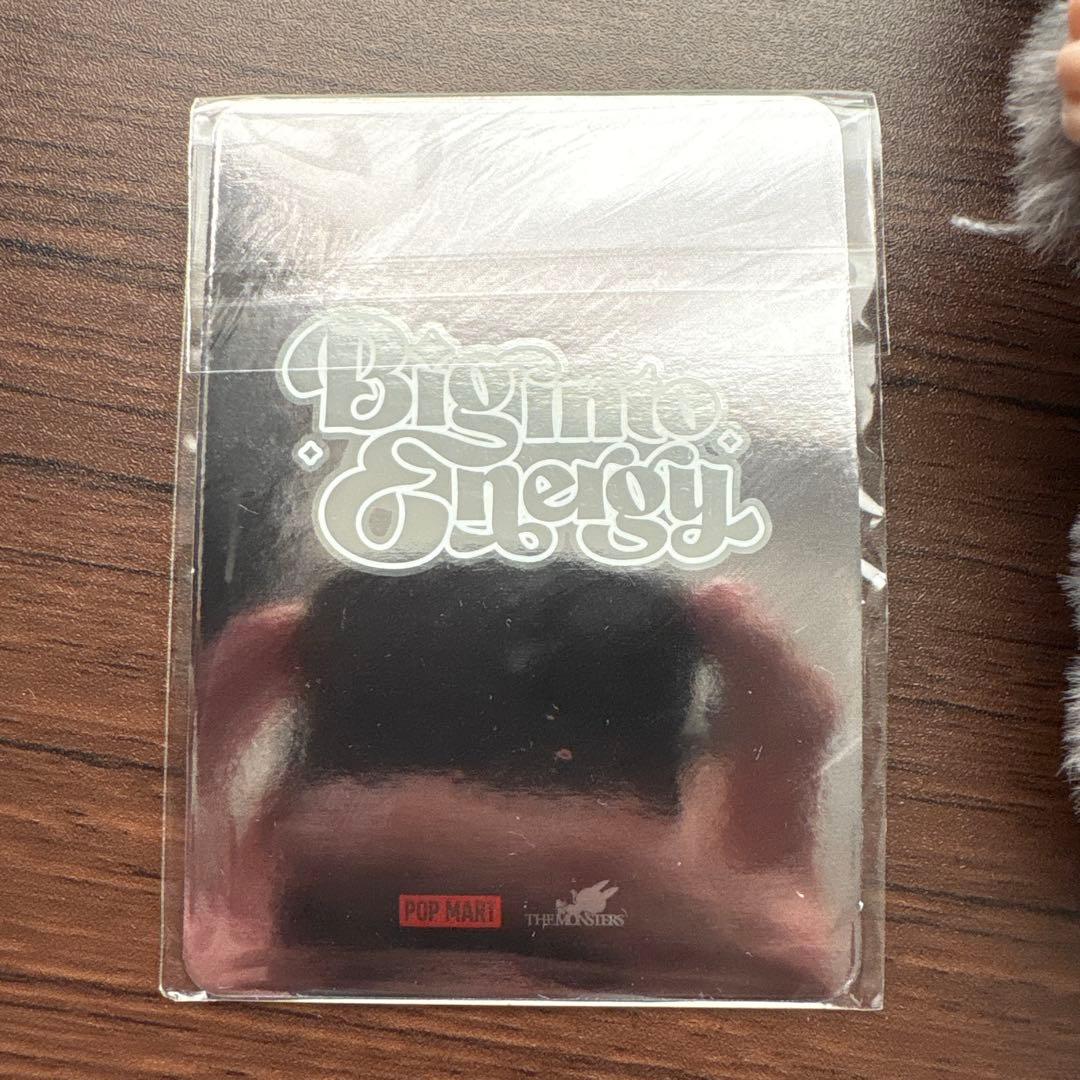 Big into
Energy
POP MART
THE MONSTERS